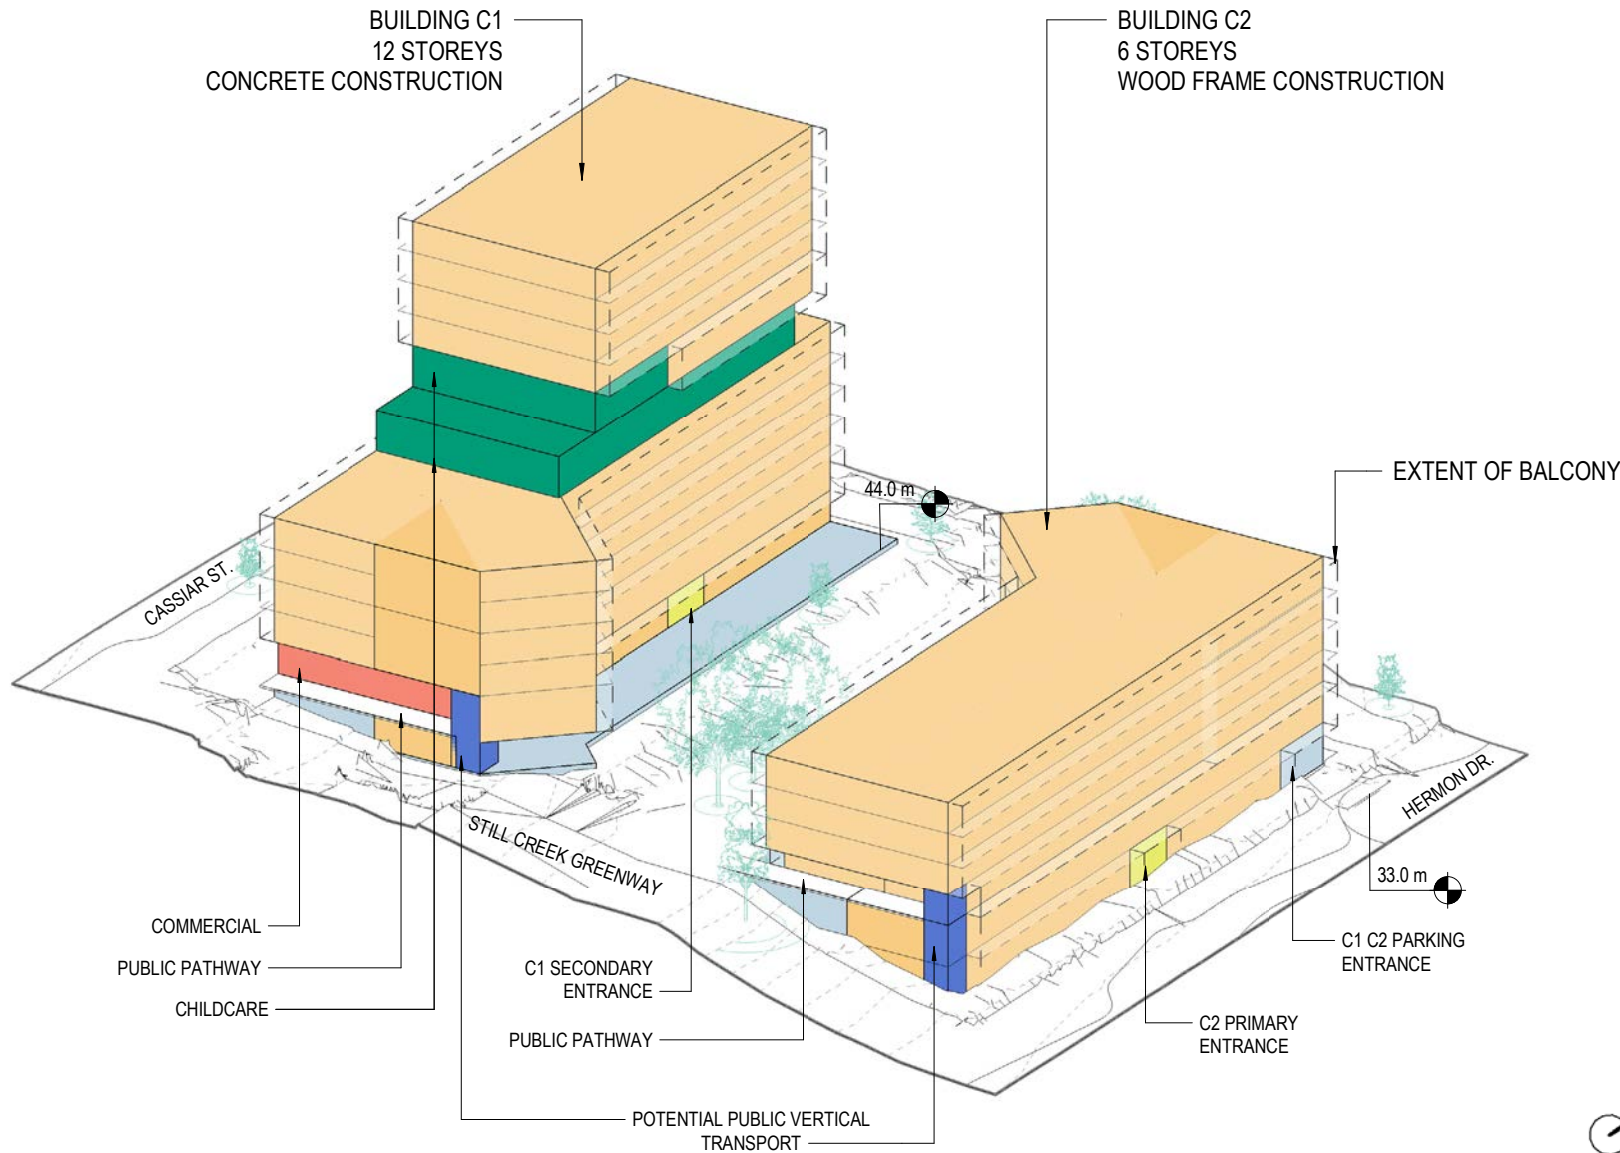 BUILDING C1
12 STOREYS
CONCRETE CONSTRUCTION
BUILDING C2
6 STOREYS
WOOD FRAME CONSTRUCTION
EXTENT OF BALCONY
44.0 m
CASSIAR ST.
STILL CREEK GREENWAY
HERMON DR.
33.0 m
COMMERCIAL
PUBLIC PATHWAY
CHILDCARE
C1 SECONDARY
ENTRANCE
PUBLIC PATHWAY
C1 C2 PARKING
ENTRANCE
C2 PRIMARY
ENTRANCE
POTENTIAL PUBLIC VERTICAL
TRANSPORT